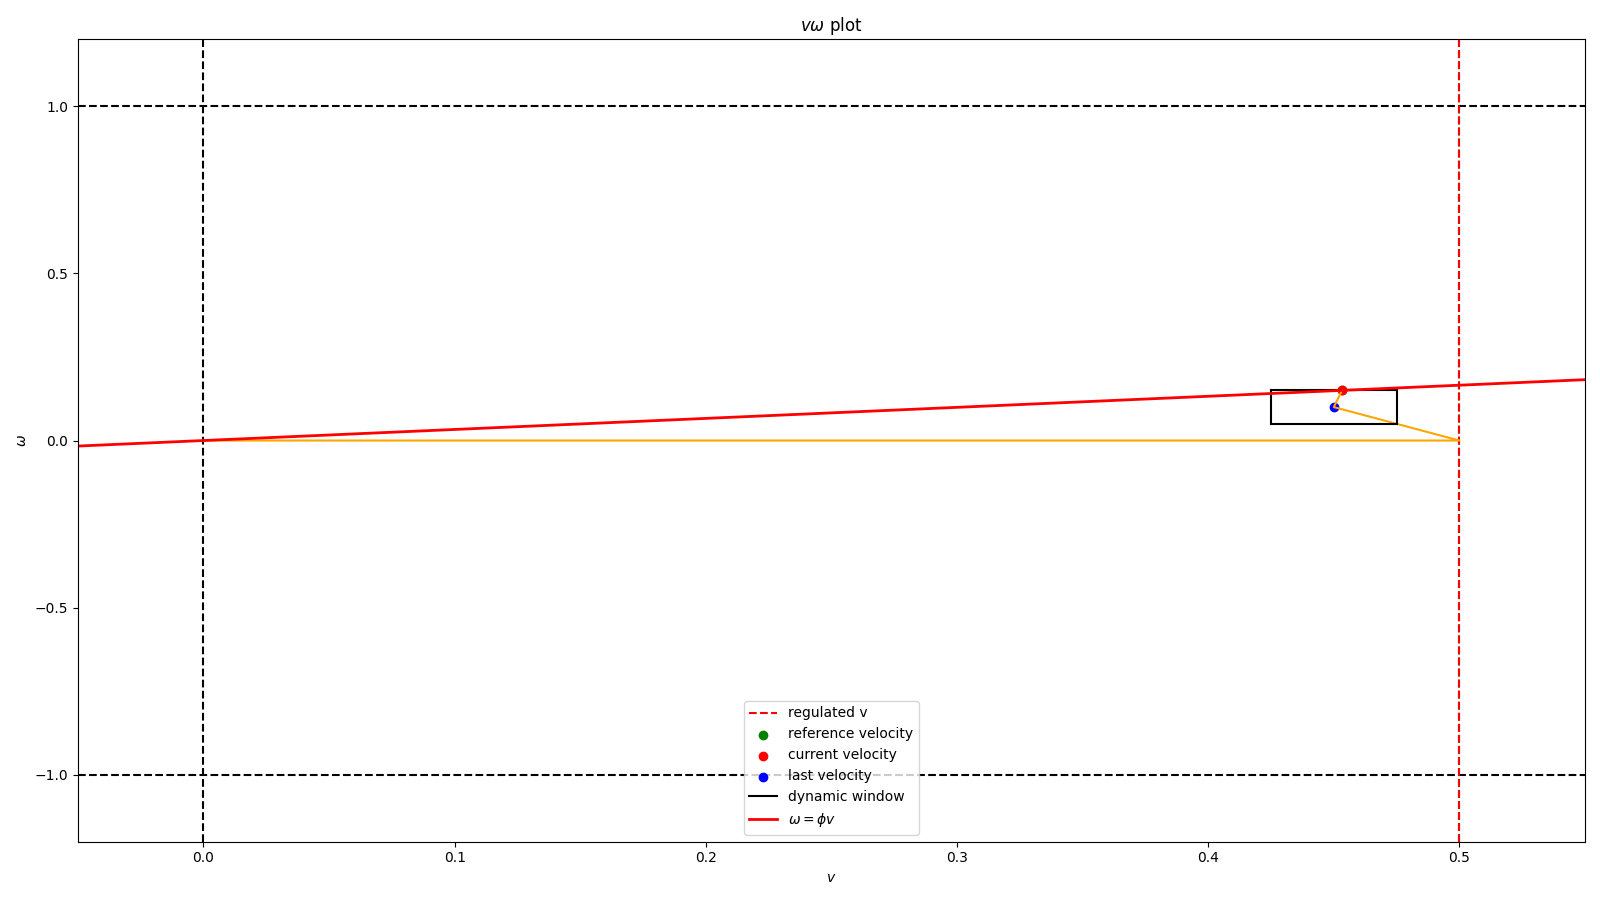 vω plot
1.0
0.5
0.0
−0.5
−1.0
ω
regulated v
reference velocity
current velocity
last velocity
dynamic window
ω = ϕv
0.0 0.1 0.2 0.3 0.4 0.5
v